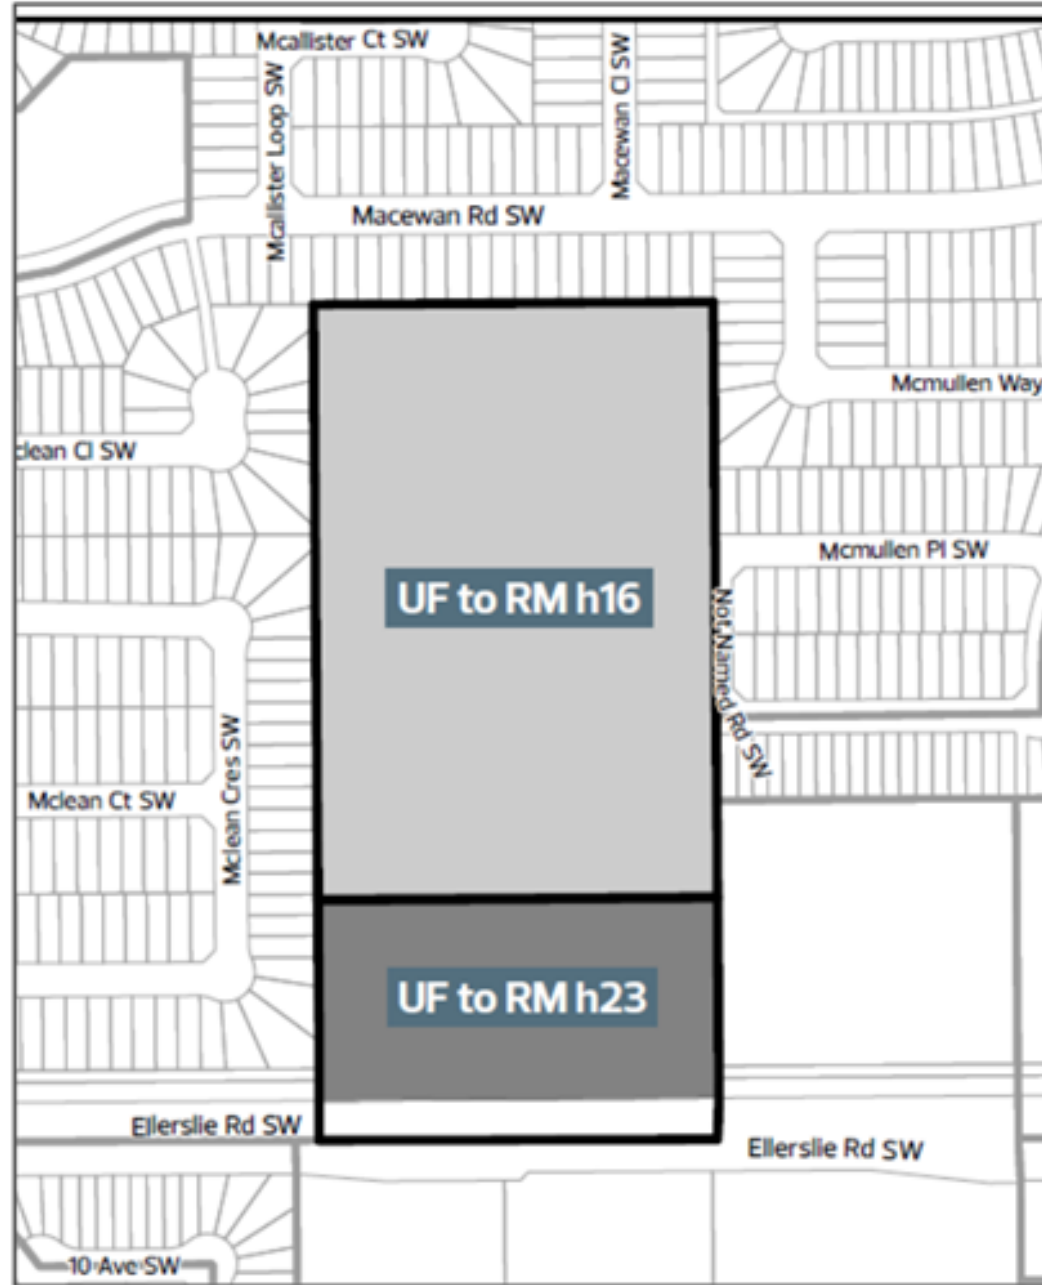 Mcallister Ct SW
Mcallister Loop SW
Macewan Cl SW
Macewan Rd SW
Mcmullen Way
clean Cl SW
Mcmullen Pl SW
UF to RM h16
Not Named Rd SW
Mclean Cres SW
Mclean Ct SW
UF to RM h23
Ellerslie Rd SW
Ellerslie Rd SW
10 Ave SW